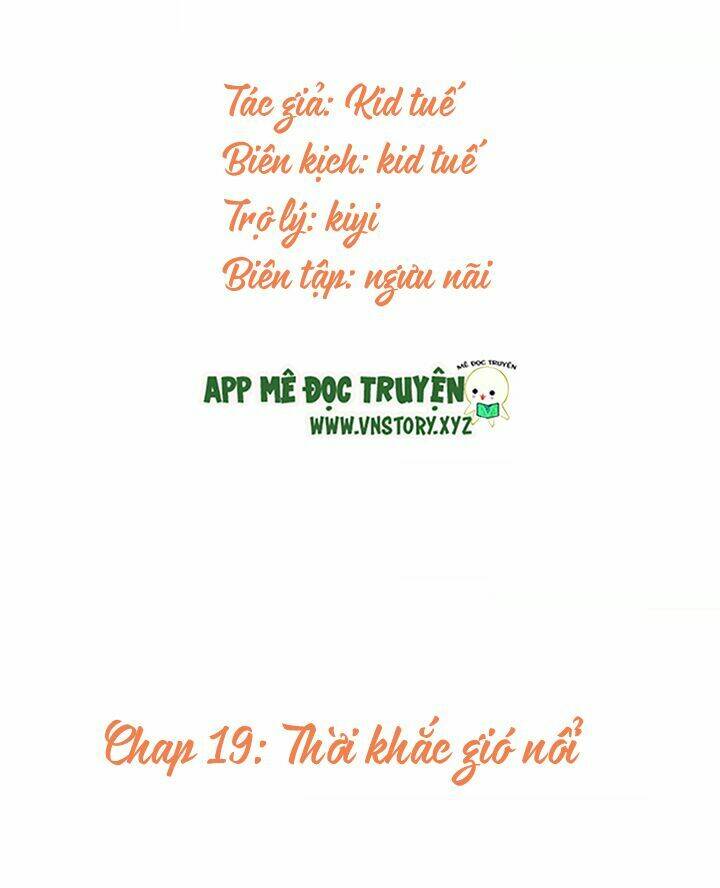 Tác giả: Kid tuế
Biên kịch: kid tuế
Trợ lý: kiyi
Biên tập: ngưu nãi
MÊ ĐỌC TRUYỆN
APP MÊ ĐỌC TRUYỆN
WWW.VNSTORY.XYZ
Chap 19: Thời khắc gió nổi